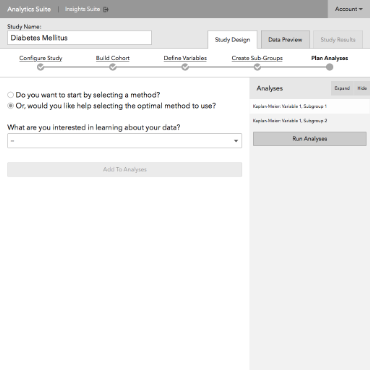 Analytics Suite | Insights Suite Account
Study Name:
Diabetes Mellitus
Study Design Data Preview Study Results
Configure Study Build Cohort Define Variables Create Sub-Groups Plan Analyses
Do you want to start by selecting a method?
Or, would you like help selecting the optimal method to use?
What are you interested in learning about your data?
--
Add To Analyses
Analyses Expand Hide
Kaplan-Meier: Variable 1, Subgroup 1
Kaplan-Meier: Variable 1, Subgroup 2
Run Analyses